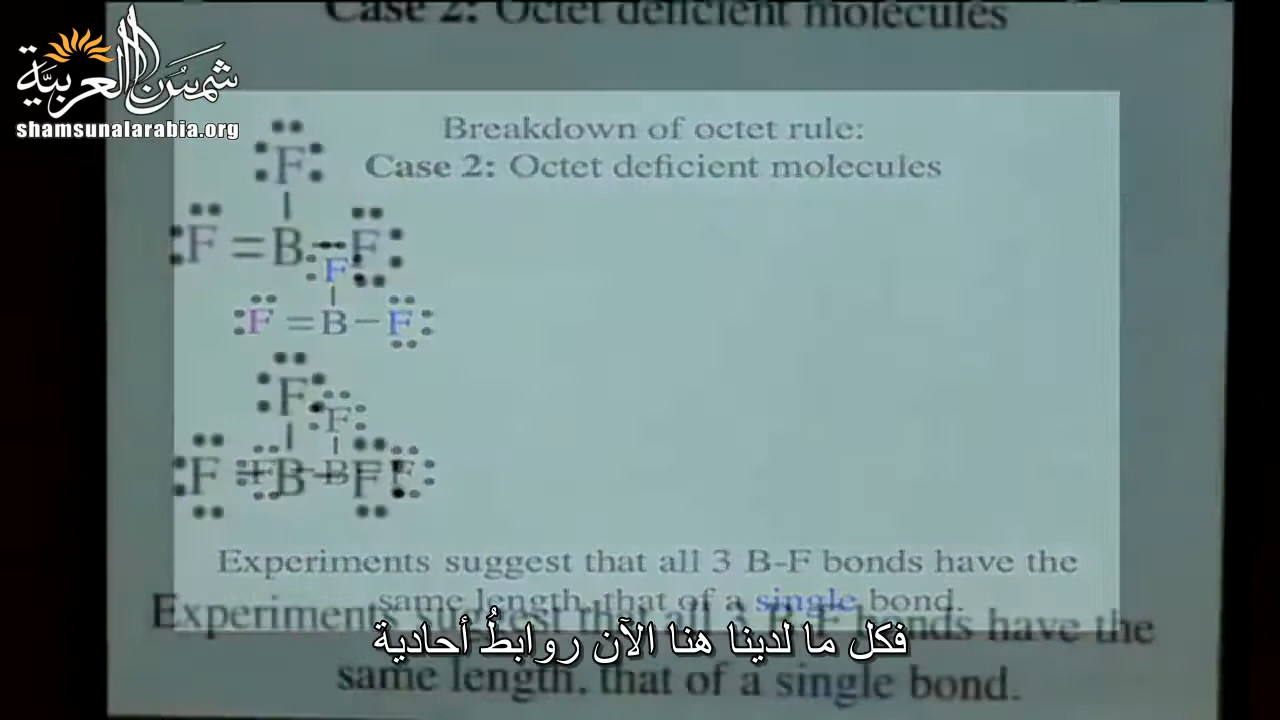 Case 2: Octet deficient molecules
شمس العربية
shamsunalarabia.org
Breakdown of octet rule:
Case 2: Octet deficient molecules
F
F = B - F
F
F = B - F
F
F
F - B - F
F - B - F
Experiments suggest that all 3 B-F bonds have the
same length, that of a single bond.
Experiments suggest that all 3 B-F bonds have the
same length, that of a single bond.
فكل ما لدينا هنا الآن روابطُ أحادية